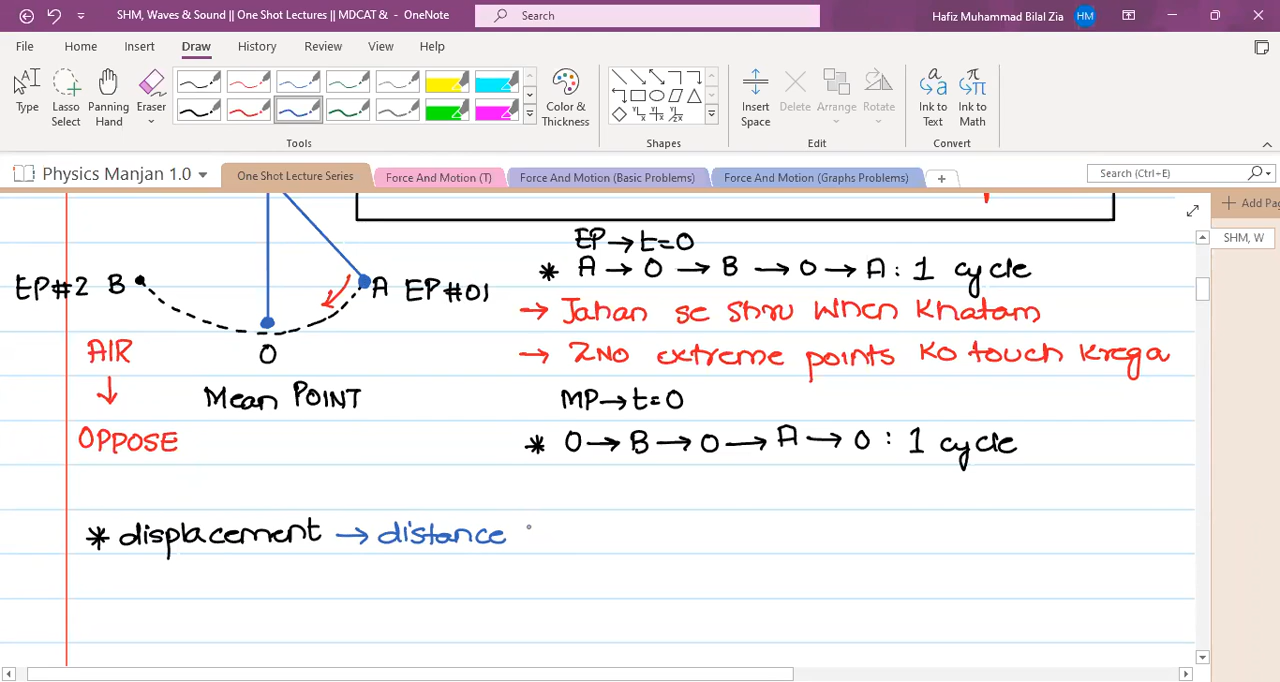 SHM, Waves & Sound || One Shot Lectures || MDCAT & - OneNote
Search
Hafiz Muhammad Bilal Zia HM
File Home Insert Draw History Review View Help
Type Lasso Select Panning Hand Eraser Color & Thickness Insert Space Delete Arrange Rotate Ink to Text Ink to Math
Tools Shapes Edit Convert
Physics Manjan 1.0 One Shot Lecture Series Force And Motion (T) Force And Motion (Basic Problems) Force And Motion (Graphs Problems) Search (Ctrl+E)
Add Pag
SHM, W
EP→t=0
* A→O→B→O→A: 1 cycle
EP#2 B
A EP#01
→ Jahan se shru When Khatam
O
AIR
↓
OPPOSE
→ 2No extreme points Ko touch Krega
Mean POINT
MP→t=0
* O→B→O→A→O : 1 cycle
* displacement → distance